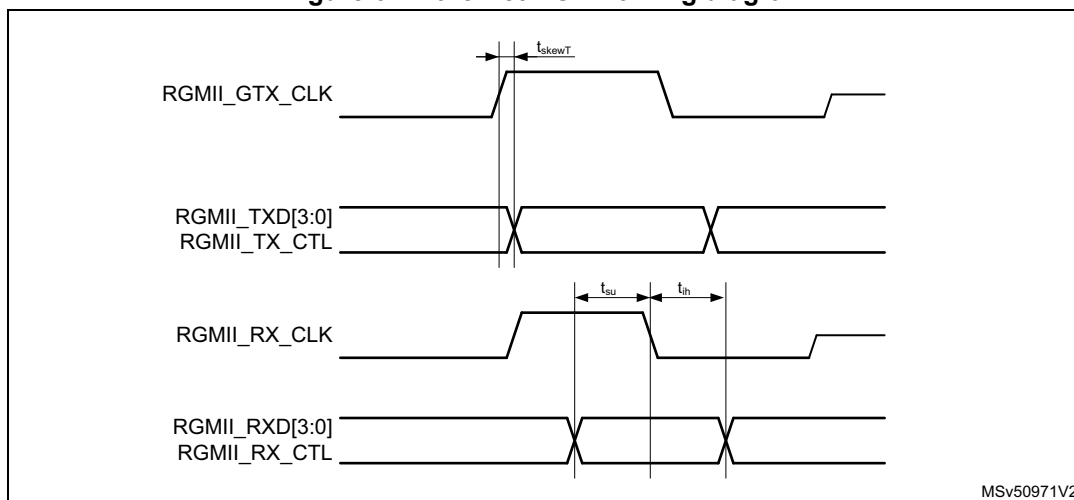 t_skewT
RGMII_GTX_CLK
RGMII_TXD[3:0]
RGMII_TX_CTL
t_su t_ih
RGMII_RX_CLK
RGMII_RXD[3:0]
RGMII_RX_CTL
MSv50971V2